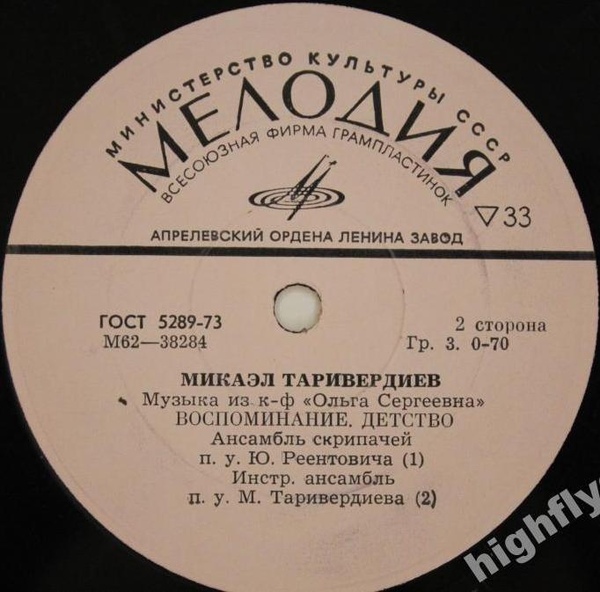 МИНИСТЕРСТВО КУЛЬТУРЫ СССР
МЕЛОДИЯ
ВСЕСОЮЗНАЯ ФИРМА ГРАМПЛАСТИНОК
▽33
АПРЕЛЕВСКИЙ ОРДЕНА ЛЕНИНА ЗАВОД
ГОСТ 5289-73
М62—38284
2 сторона
Гр. 3. 0-70
МИКАЭЛ ТАРИВЕРДИЕВ
Музыка из к-ф «Ольга Сергеевна»
ВОСПОМИНАНИЕ. ДЕТСТВО
Ансамбль скрипачей
п. у. Ю. Реентовича (1)
Инстр. ансамбль
п. у. М. Таривердиева (2)